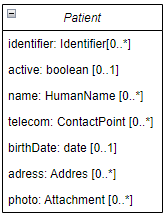 Patient
identifier: Identifier[0..*]
active: boolean [0..1]
name: HumanName [0..*]
telecom: ContactPoint [0..*]
birthDate: date [0..1]
adress: Addres [0..*]
photo: Attachment [0..*]